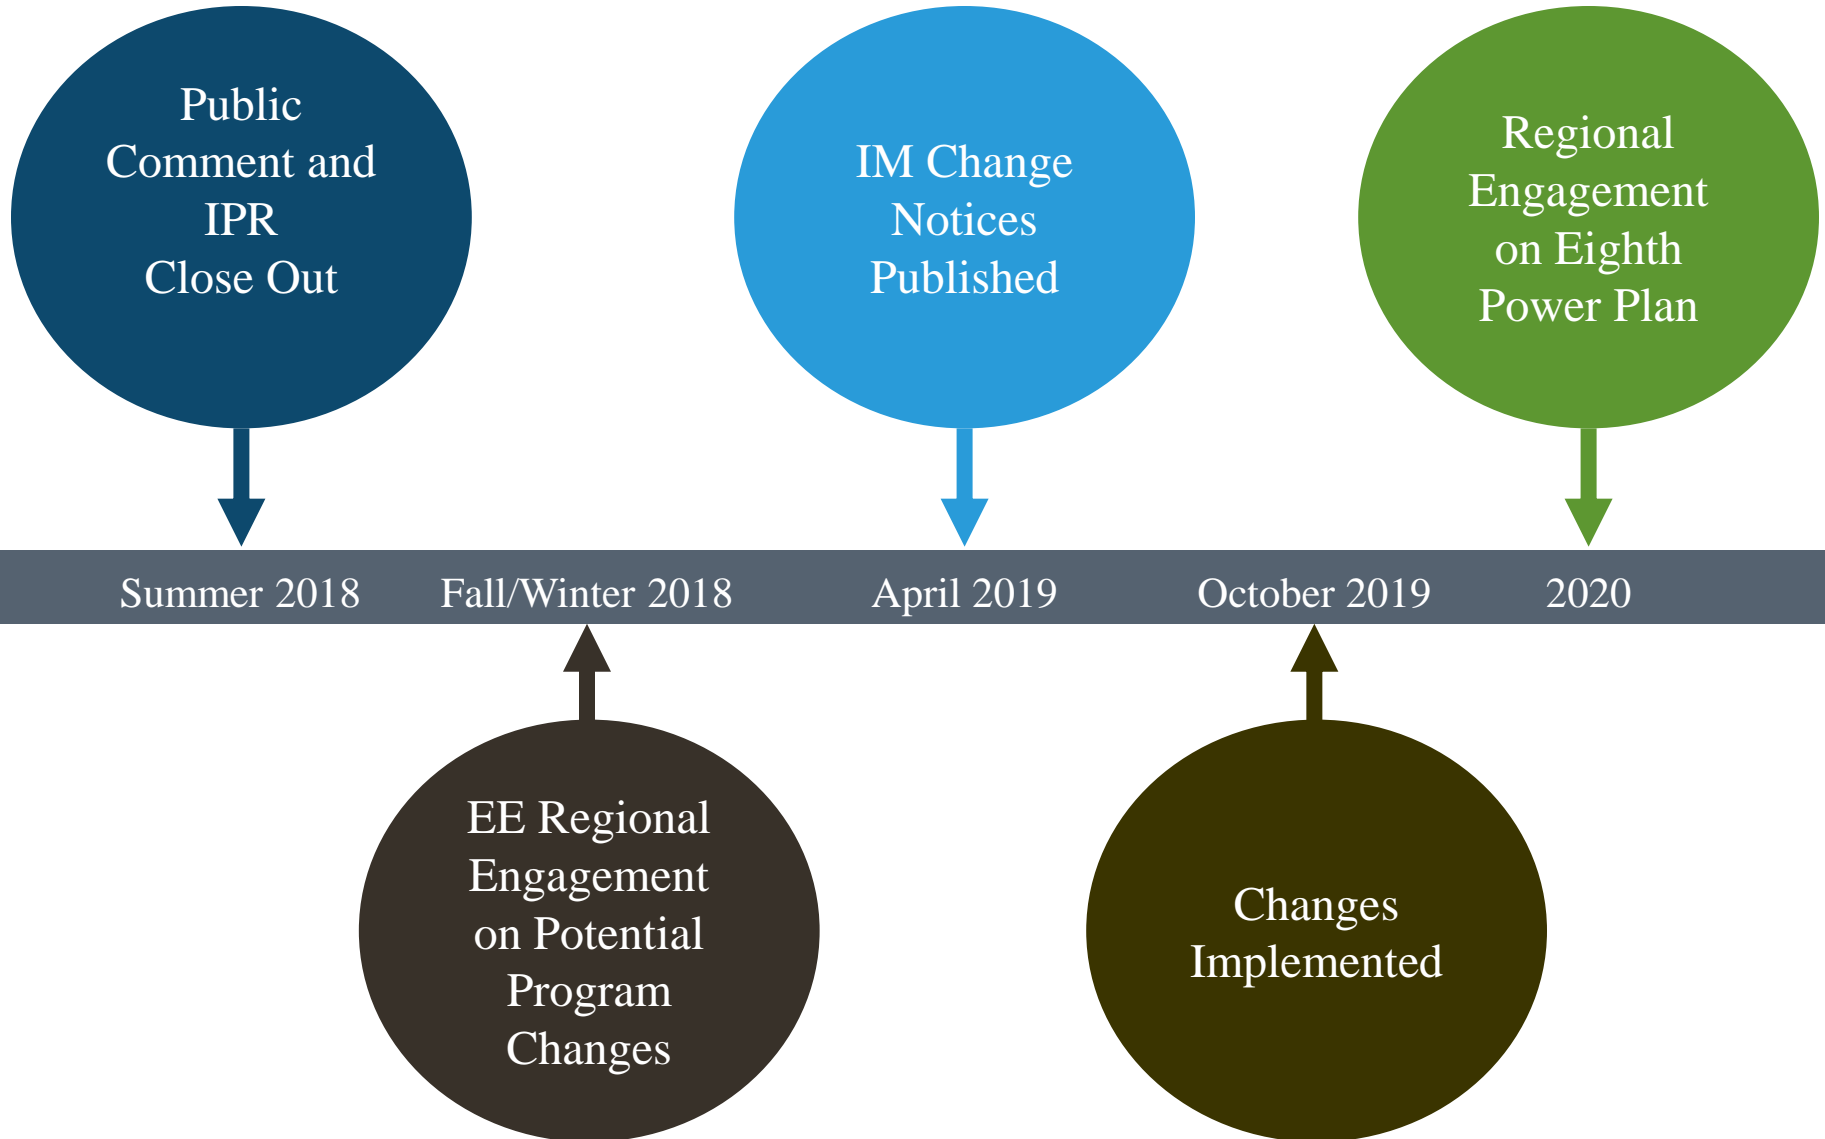 Public
Comment and
IPR
Close Out
IM Change
Notices
Published
Regional
Engagement
on Eighth
Power Plan
Summer 2018
Fall/Winter 2018
April 2019
October 2019
2020
EE Regional
Engagement
on Potential
Program
Changes
Changes
Implemented